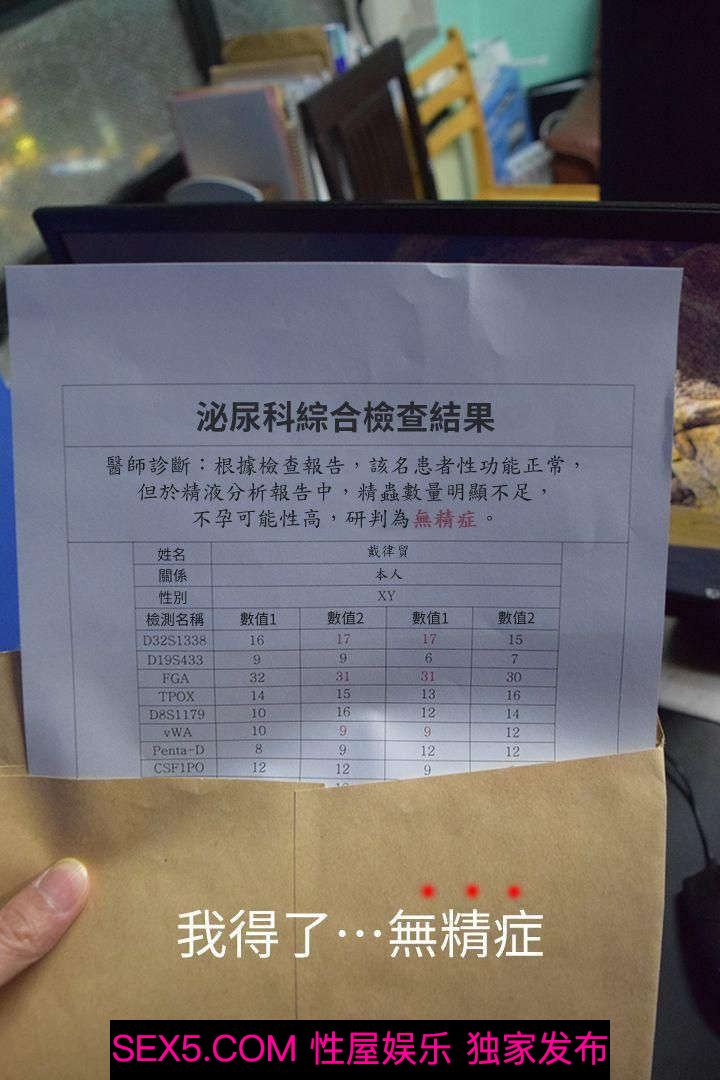 泌尿科綜合檢查結果
醫師診斷：根據檢查報告，該名患者性功能正常，
但於精液分析報告中，精蟲數量明顯不足，
不孕可能性高，研判為無精症。
姓名 戴律貿
關係 本人
性別 XY
檢測名稱 數值1 數值2 數值1 數值2
D32S1338 16 17 17 15
D19S433 9 9 6 7
FGA 32 31 31 30
TPOX 14 15 13 16
D8S1179 10 16 12 14
vWA 10 9 9 12
Penta-D 8 9 12 12
CSF1PO 12 12 9
我得了…無精症
SEX5.COM 性屋娱乐 独家发布